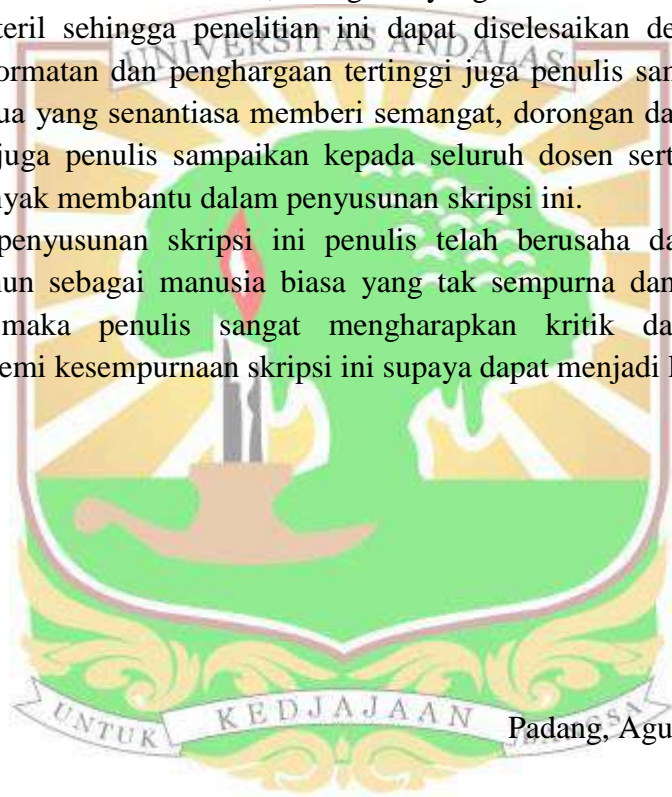 teril sehingga penelitian ini dapat diselesaikan de
UNIVERSITAS ANDALAS
ormatan dan penghargaan tertinggi juga penulis sam
ua yang senantiasa memberi semangat, dorongan da
juga penulis sampaikan kepada seluruh dosen sert
nyak membantu dalam penyusunan skripsi ini.
penyusunan skripsi ini penulis telah berusaha da
nun sebagai manusia biasa yang tak sempurna dan
maka penulis sangat mengharapkan kritik da
emi kesempurnaan skripsi ini supaya dapat menjadi
UNTUK KEDJAJAAN BANGSA
Padang, Agu